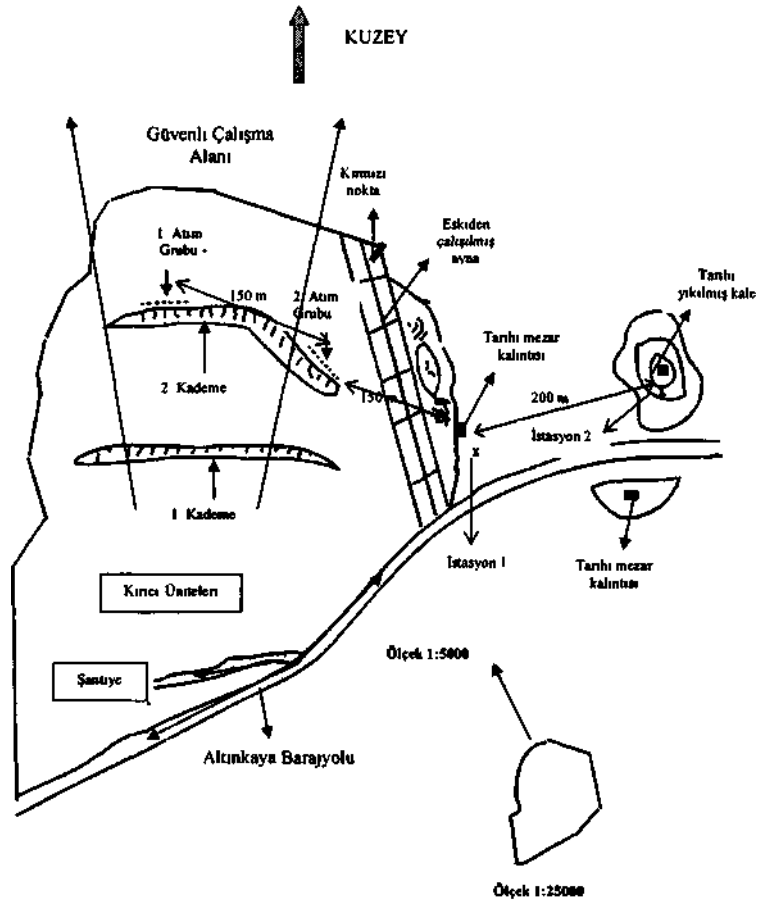 KUZEY
Güvenli Çalışma
Alanı
Kırmızı
nokta
Eskiden
çalışılmış
ayna
1 Atım
Grubu -
150 m
2 Atım
Grubu
Tarihi
yıkılmış kale
Tarihi mezar
kalıntısı
2 Kademe
150 m
200 m
İstasyon 2
x
1 Kademe
İstasyon 1
Tarihi mezar
kalıntısı
Kırıcı Üniteleri
Şantiye
Ölçek 1:5000
Altınkaya Barajyolu
Ölçek 1:25000